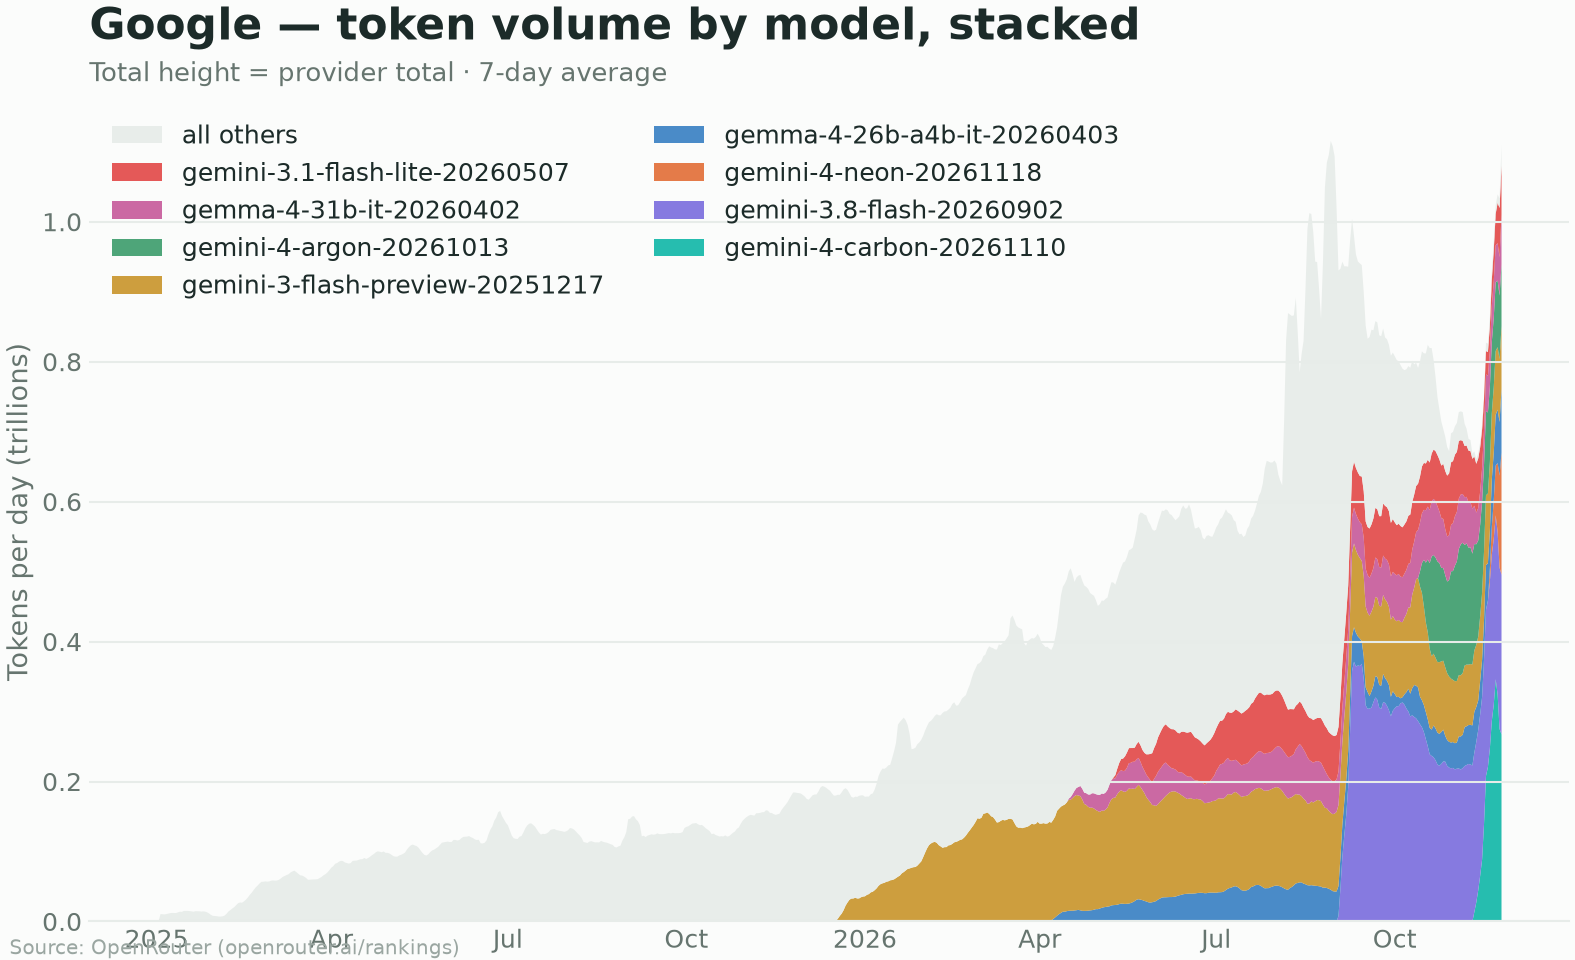 Google — token volume by model, stacked
Total height = provider total · 7-day average
all others
gemini-3.1-flash-lite-20260507
gemma-4-31b-it-20260402
gemini-4-argon-20261013
gemini-3-flash-preview-20251217
gemma-4-26b-a4b-it-20260403
gemini-4-neon-20261118
gemini-3.8-flash-20260902
gemini-4-carbon-20261110
Tokens per day (trillions)
1.0
0.8
0.6
0.4
0.2
0.0
2025
Apr
Jul
Oct
2026
Apr
Jul
Oct
Source: OpenRouter (openrouter.ai/rankings)